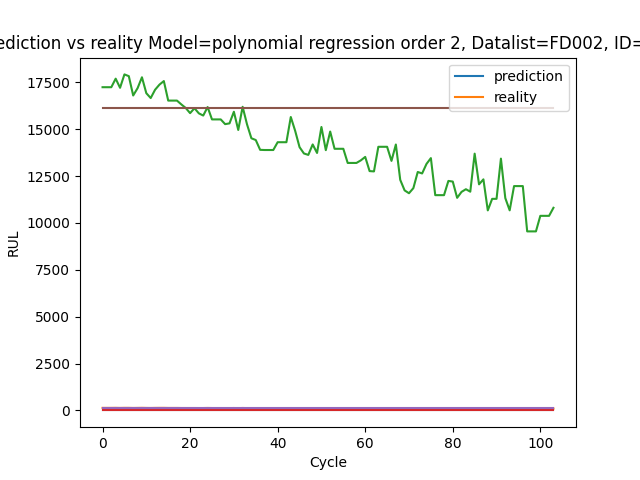 ediction vs reality Model=polynomial regression order 2, Datalist=FD002, ID=
prediction
reality
17500
15000
12500
10000
7500
5000
2500
0
RUL
0 20 40 60 80 100
Cycle